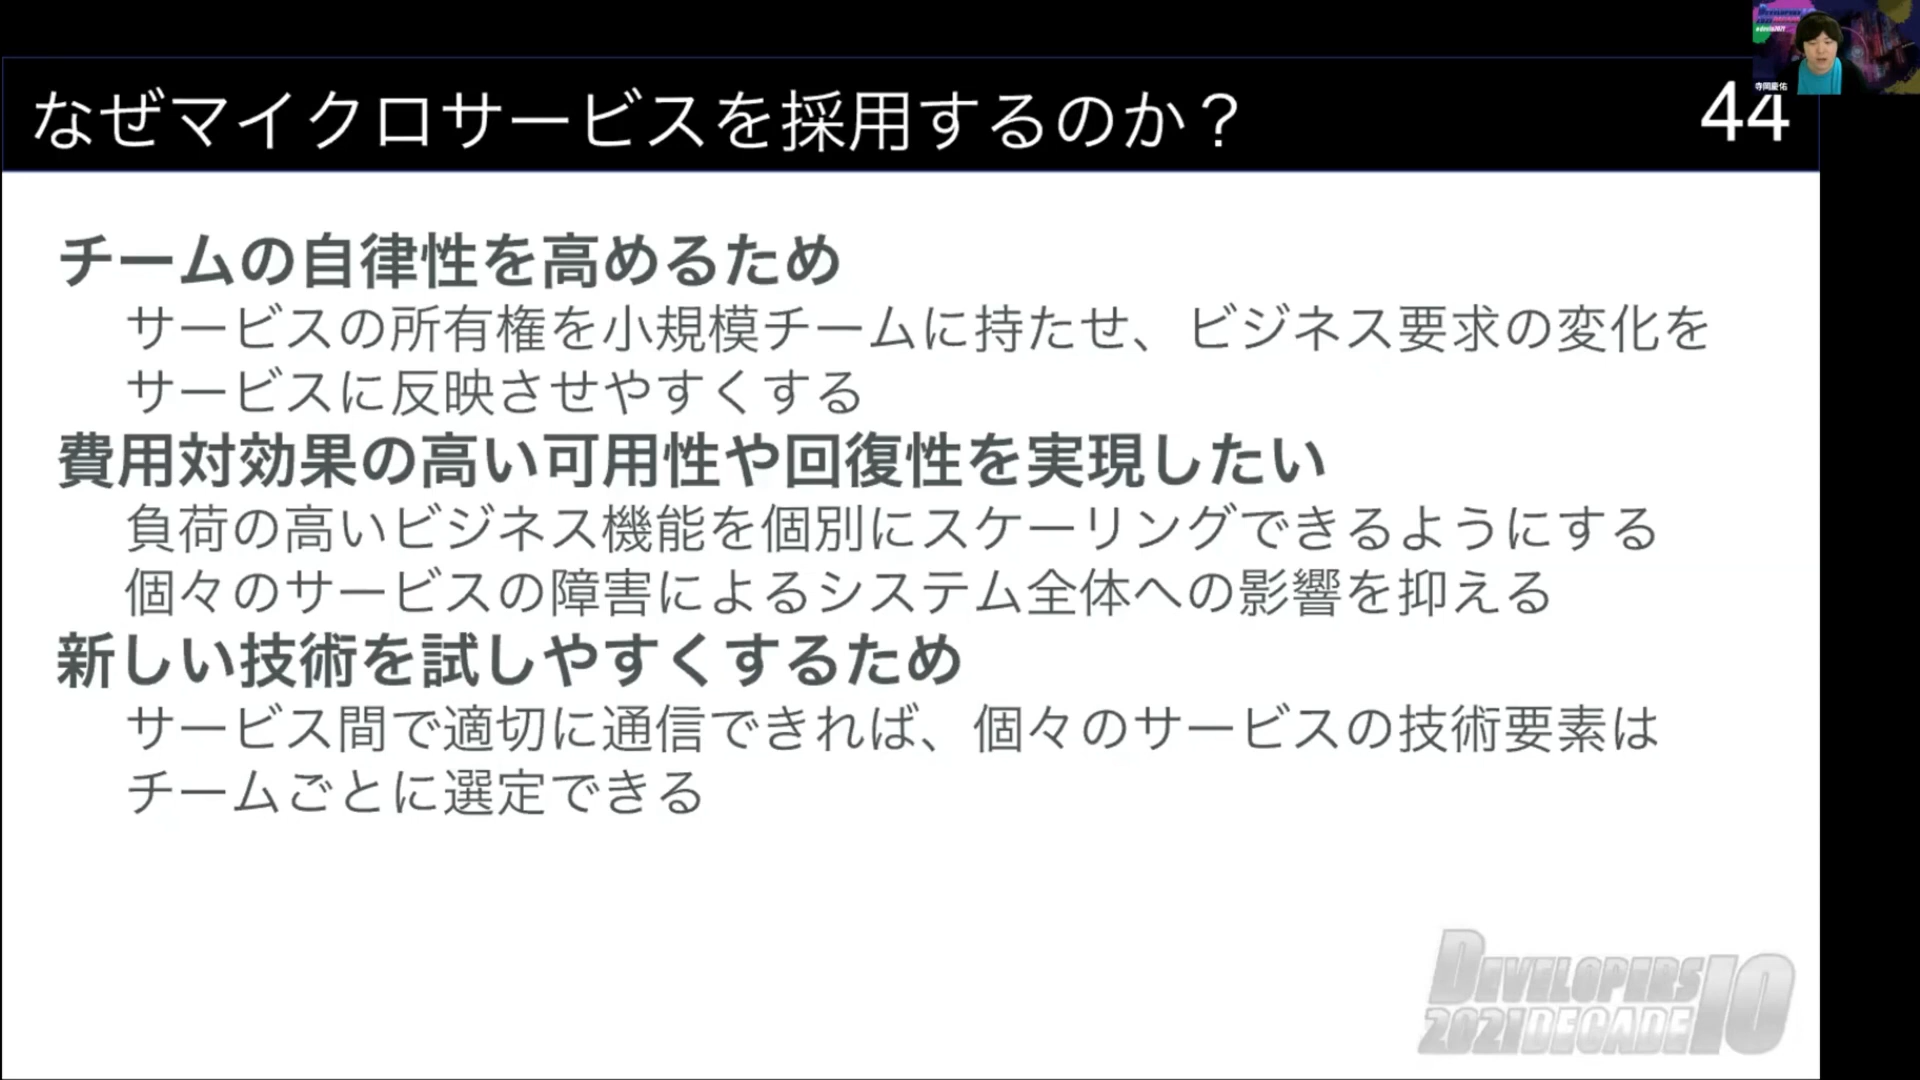 寺岡慶佑
なぜマイクロサービスを採用するのか？
44
チームの自律性を高めるため
サービスの所有権を小規模チームに持たせ、ビジネス要求の変化を
サービスに反映させやすくする
費用対効果の高い可用性や回復性を実現したい
負荷の高いビジネス機能を個別にスケーリングできるようにする
個々のサービスの障害によるシステム全体への影響を抑える
新しい技術を試しやすくするため
サービス間で適切に通信できれば、個々のサービスの技術要素は
チームごとに選定できる
DEVELOPERS
2021 DECADE
10